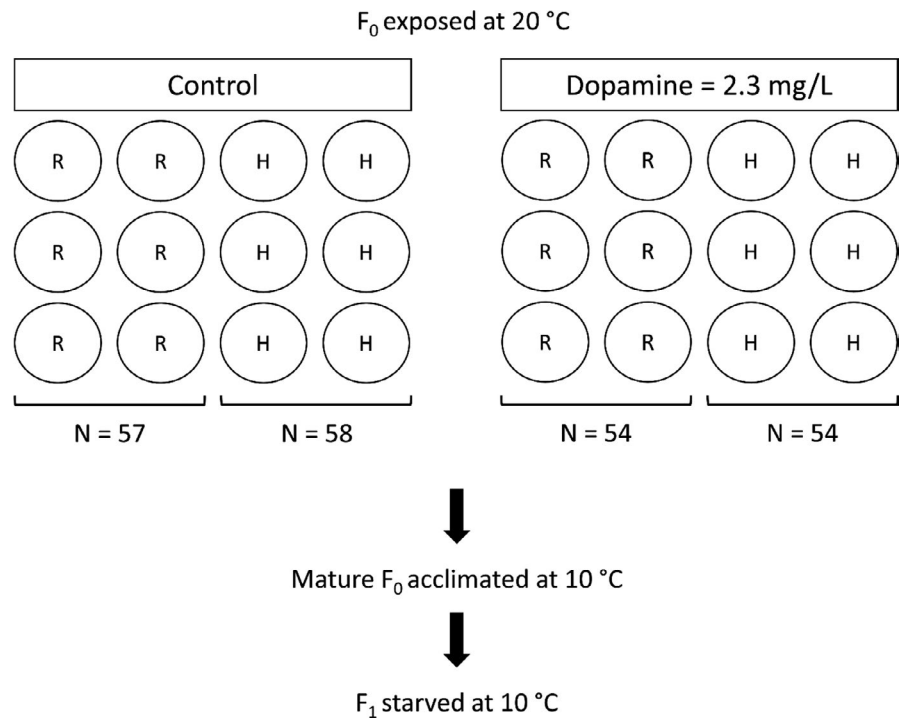 F₀ exposed at 20 °C
Control Dopamine = 2.3 mg/L
R R H H R R H H
R R H H R R H H
R R H H R R H H
N = 57 N = 58 N = 54 N = 54
Mature F₀ acclimated at 10 °C
F₁ starved at 10 °C